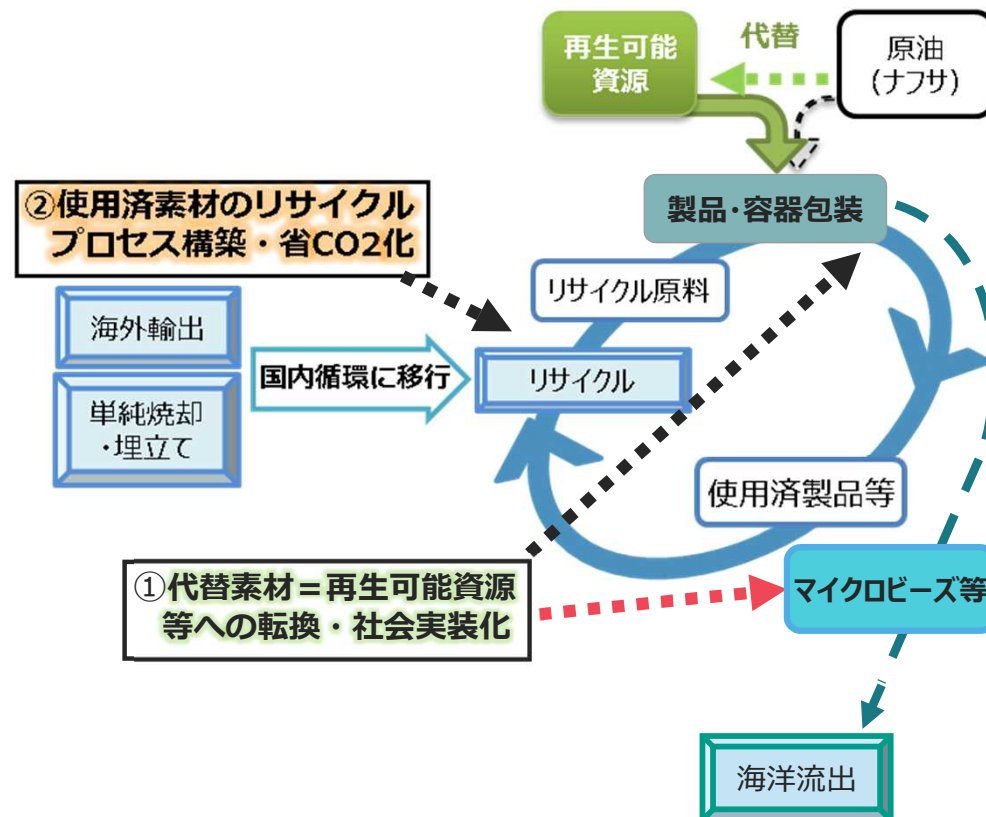 再生可能
資源
代替
原油
(ナフサ)
製品・容器包装
②使用済素材のリサイクル
プロセス構築・省CO2化
リサイクル原料
海外輸出
国内循環に移行
リサイクル
単純焼却
・埋立て
使用済製品等
①代替素材=再生可能資源
等への転換・社会実装化
マイクロビーズ等
海洋流出